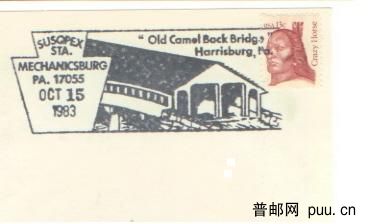 SUSQPEX
STA.
MECHANICSBURG
PA. 17055
OCT 15
1983
"Old Camel Back Bridge"
Harrisburg, Pa.
USA 13c
Crazy Horse
普邮网 puu.cn